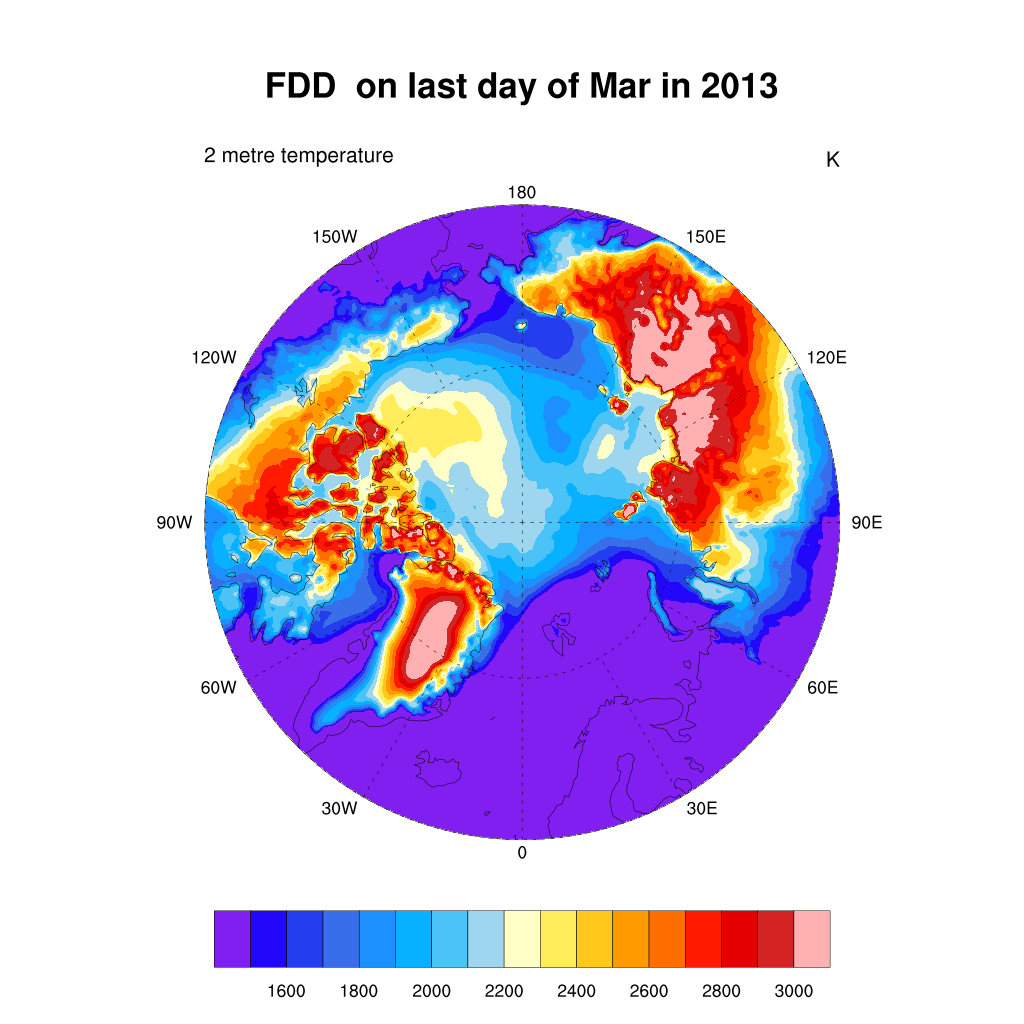 FDD  on last day of Mar in 2013
2 metre temperature K
180
150W 150E
120W 120E
90W 90E
60W 60E
30W 30E
0
1600 1800 2000 2200 2400 2600 2800 3000